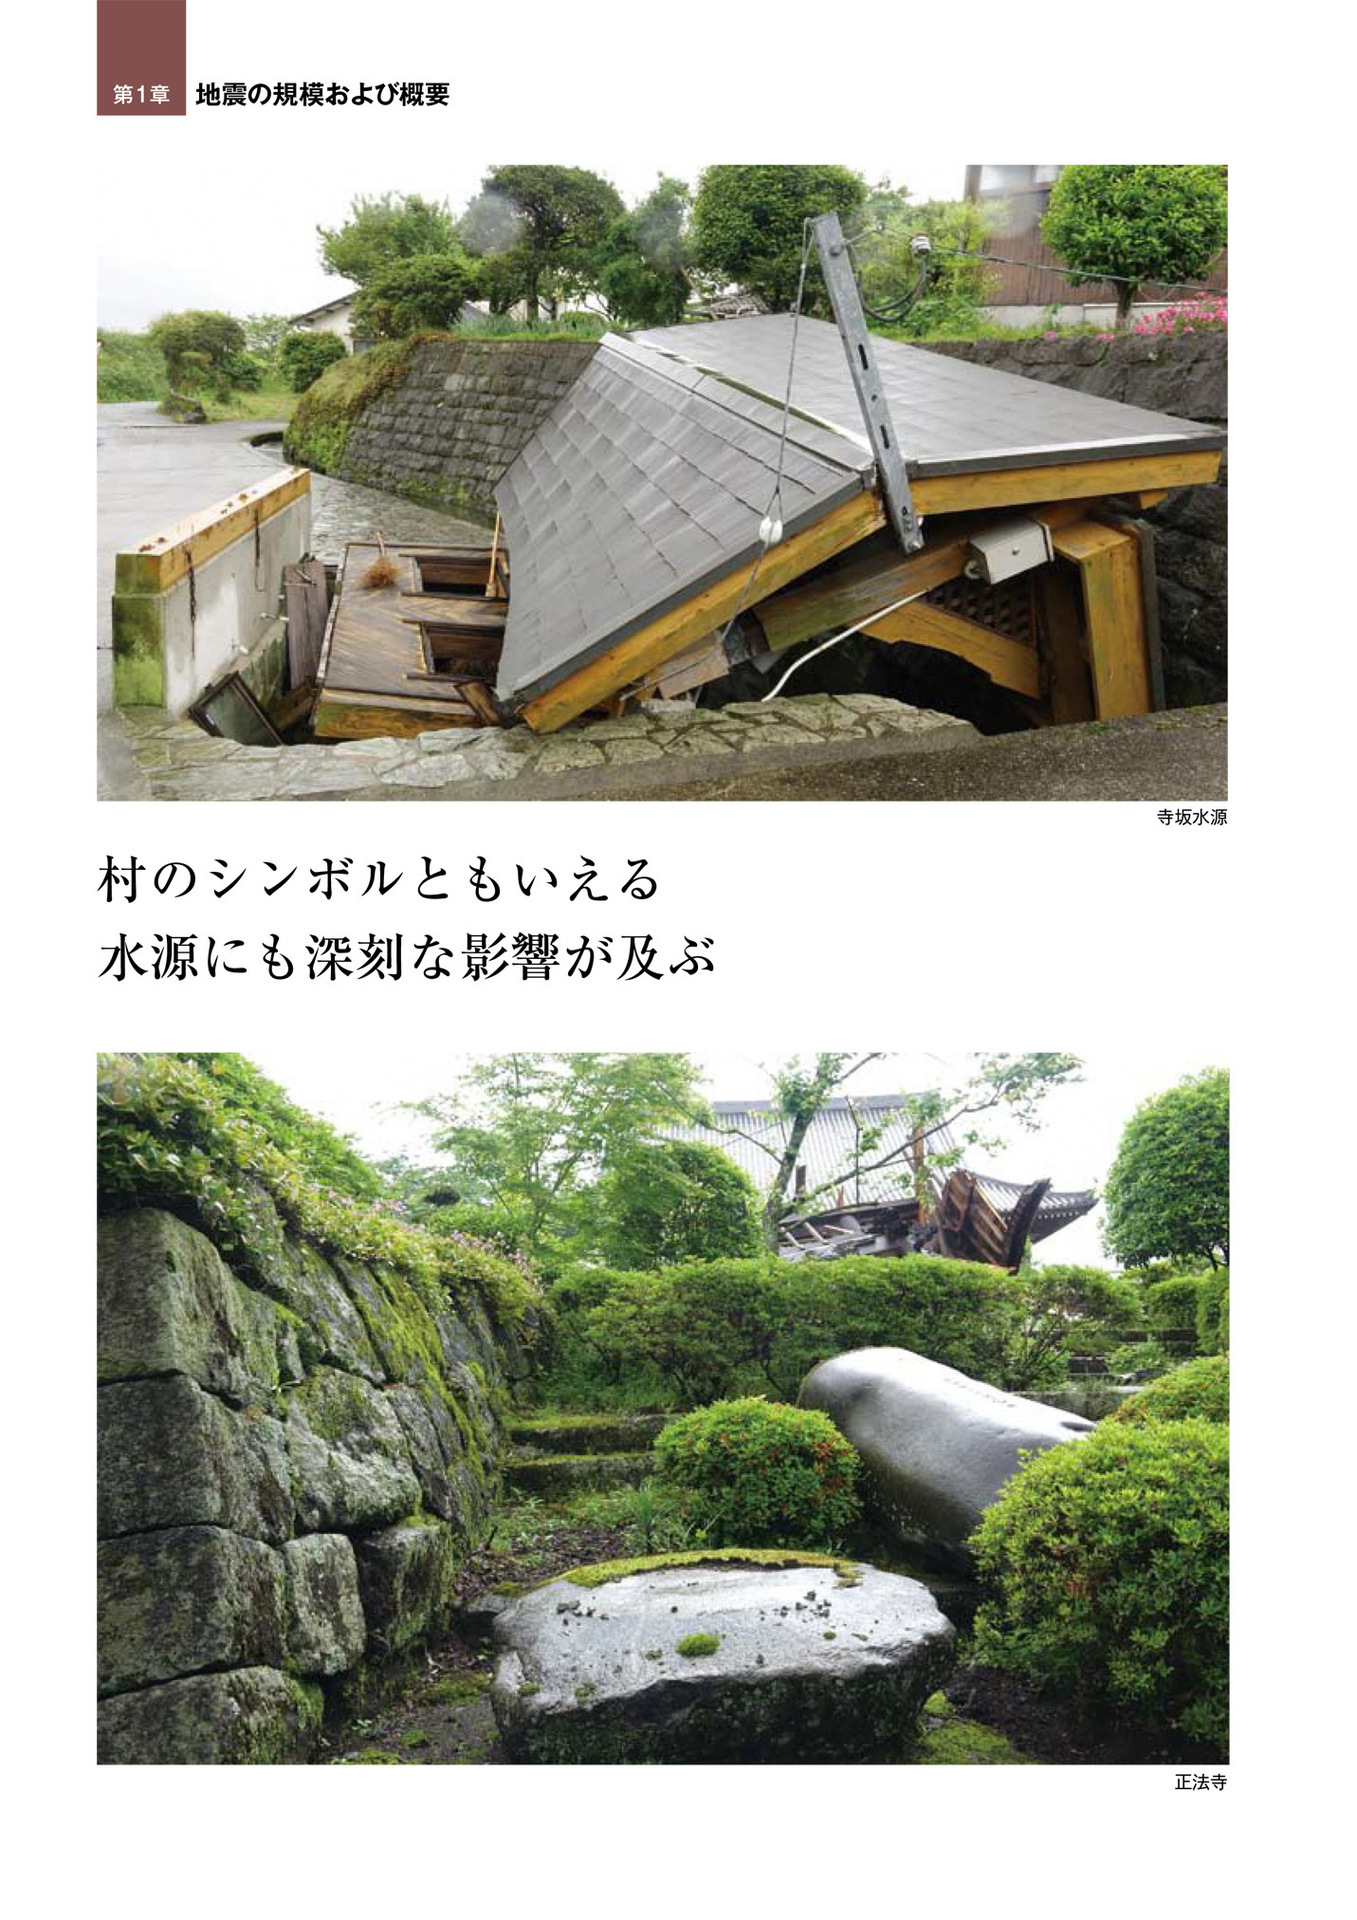 第1章 地震の規模および概要
寺坂水源
村のシンボルともいえる
水源にも深刻な影響が及ぶ
正法寺